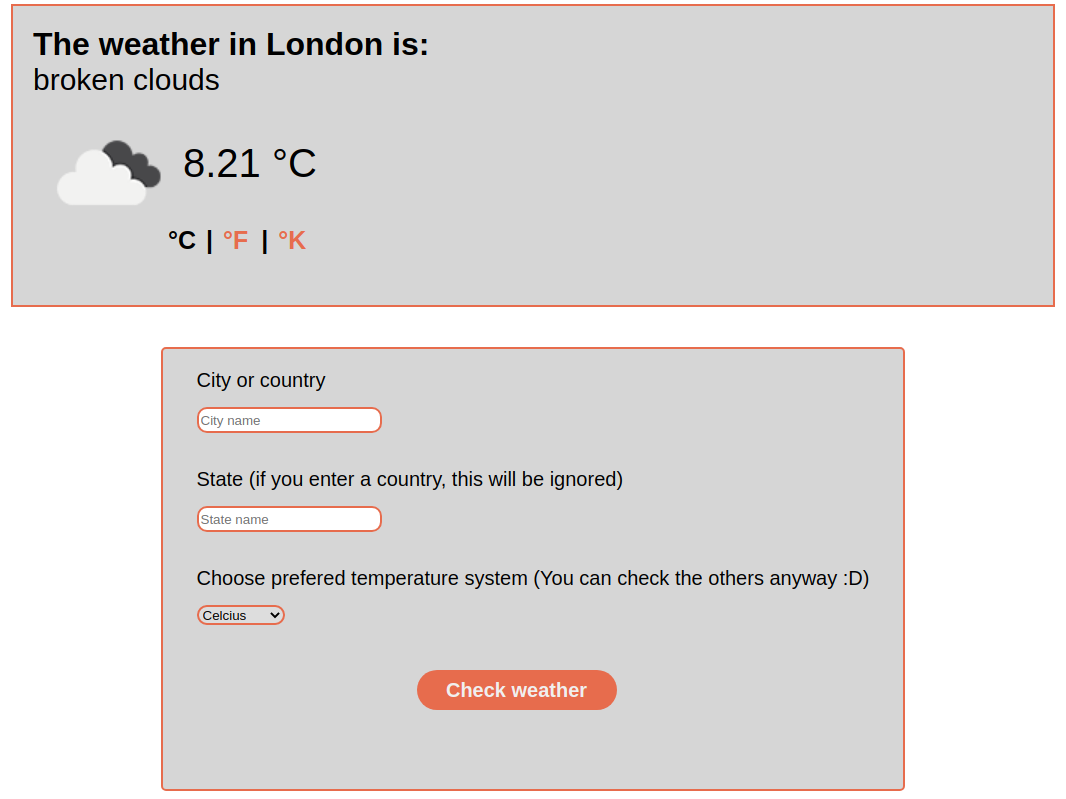 The weather in London is:
broken clouds
8.21 °C
°C | °F | °K
City or country
City name
State (if you enter a country, this will be ignored)
State name
Choose prefered temperature system (You can check the others anyway :D)
Celcius
Check weather